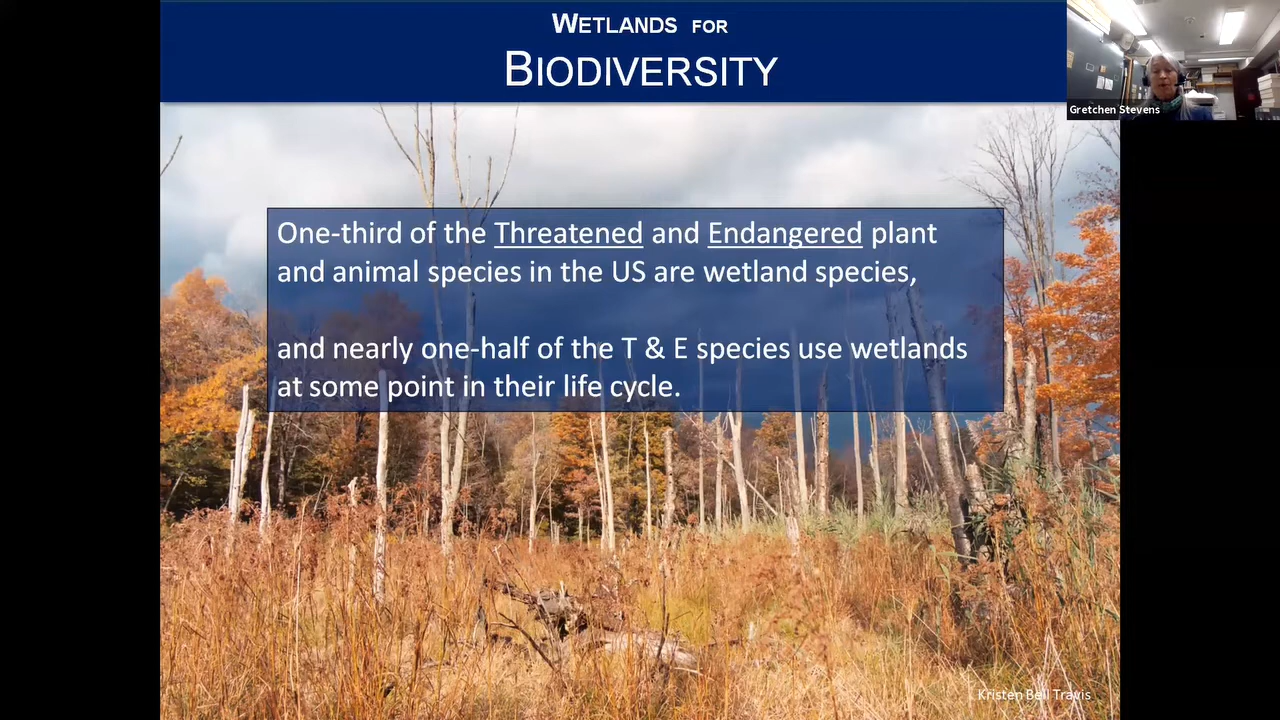 WETLANDS FOR
BIODIVERSITY
Gretchen Stevens
One-third of the Threatened and Endangered plant
and animal species in the US are wetland species,
and nearly one-half of the T & E species use wetlands
at some point in their life cycle.
Kristen Bell Travis